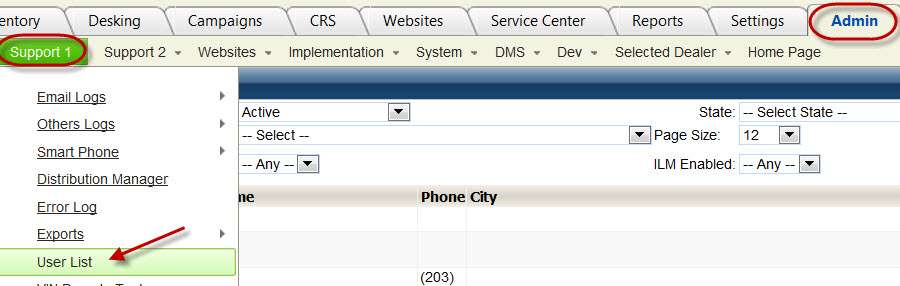 entory Desking Campaigns CRS Websites Service Center Reports Settings Admin
Support 1 Support 2 Websites Implementation System DMS Dev Selected Dealer Home Page
Email Logs
Active State: -- Select State --
Others Logs
-- Select -- Page Size: 12
Smart Phone
-- Any -- ILM Enabled: -- Any --
Distribution Manager
me Phone City
Error Log
Exports
User List
(203)